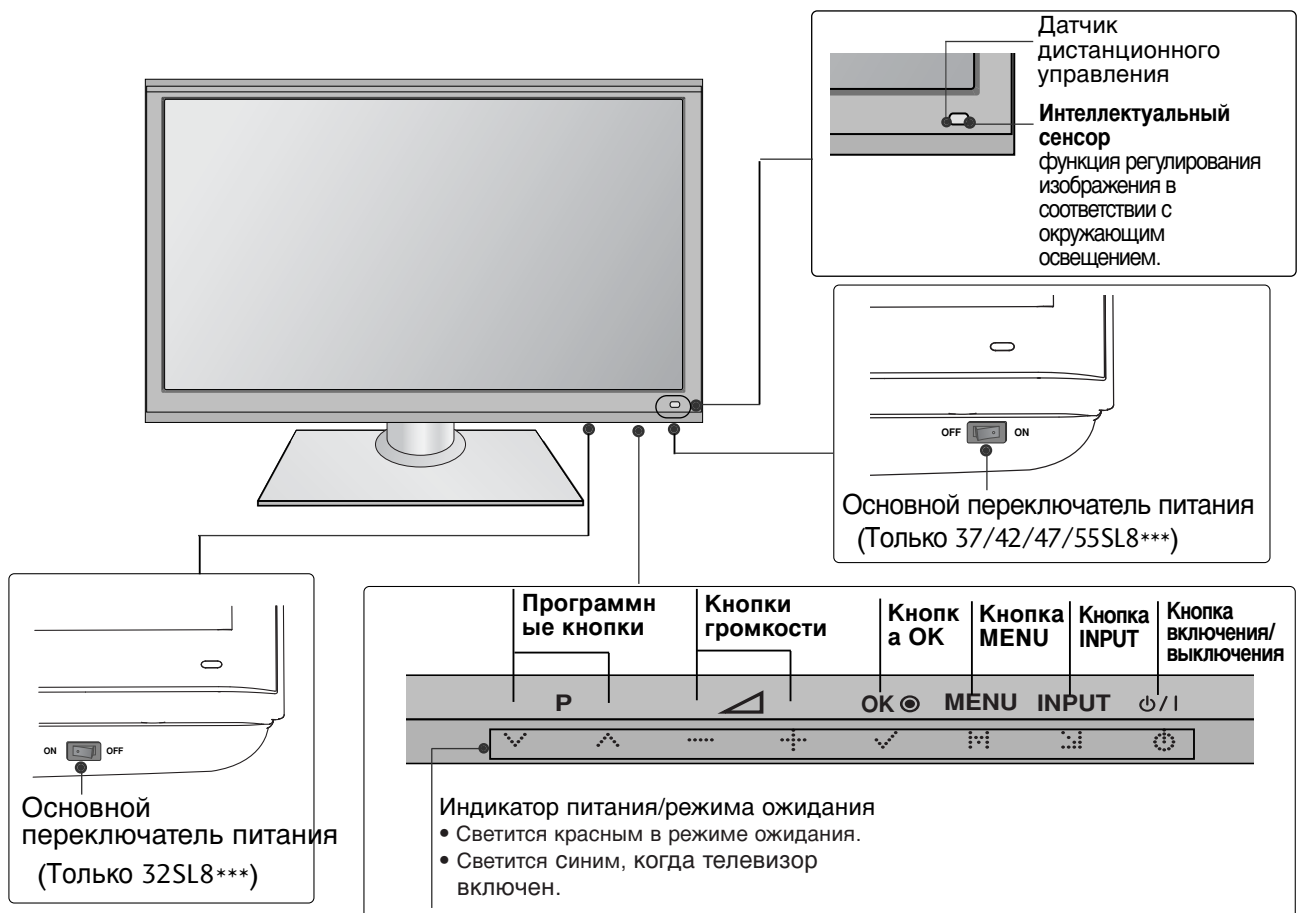 Датчик
дистанционного
управления
Интеллектуальный
сенсор
функция регулирования
изображения в
соответствии с
окружающим
освещением.
OFF ON
Основной переключатель питания
(Только 37/42/47/55SL8***)
ON OFF
Основной
переключатель питания
(Только 32SL8***)
Программн
ые кнопки
Кнопки
громкости
Кнопк
а OK
Кнопка
MENU
Кнопка
INPUT
Кнопка
включения/
выключения
P OK MENU INPUT /I
Индикатор питания/режима ожидания
• Светится красным в режиме ожидания.
• Светится синим, когда телевизор
включен.